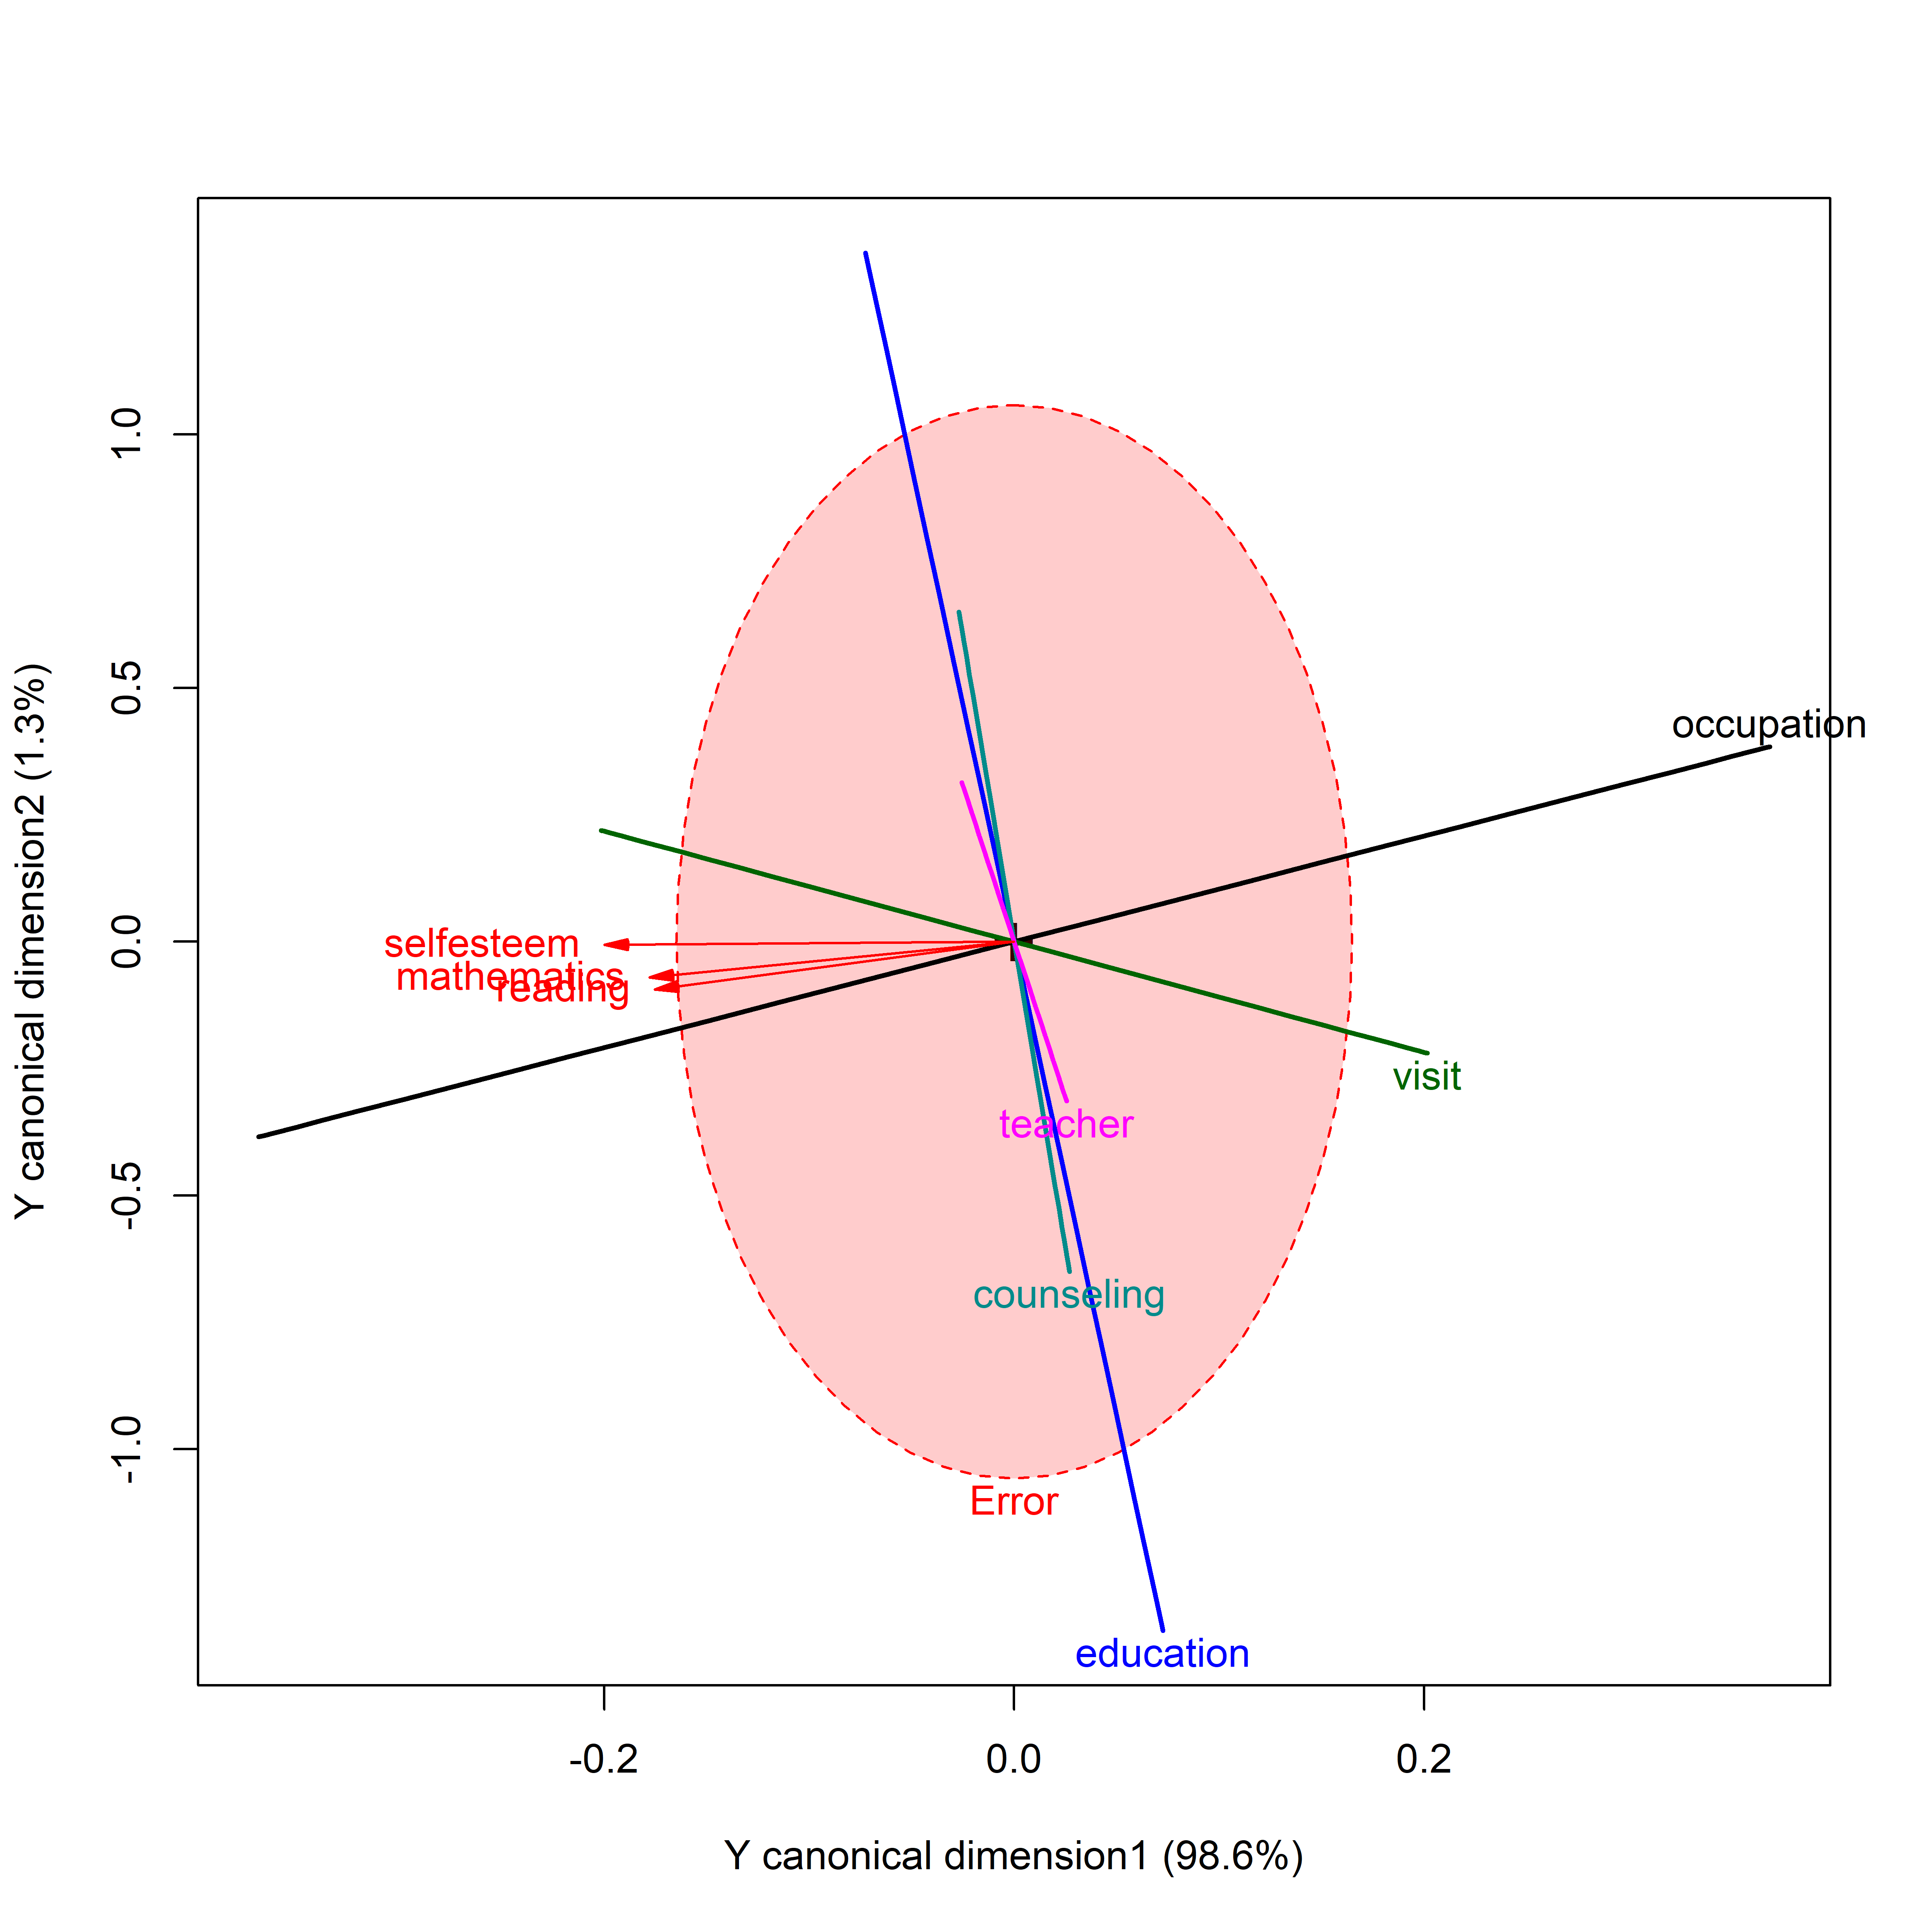 1.0
0.5
0.0
-0.5
-1.0
Y canonical dimension2 (1.3%)
occupation
selfesteem
mathematics
reading
visit
teacher
counseling
Error
education
-0.2
0.0
0.2
Y canonical dimension1 (98.6%)